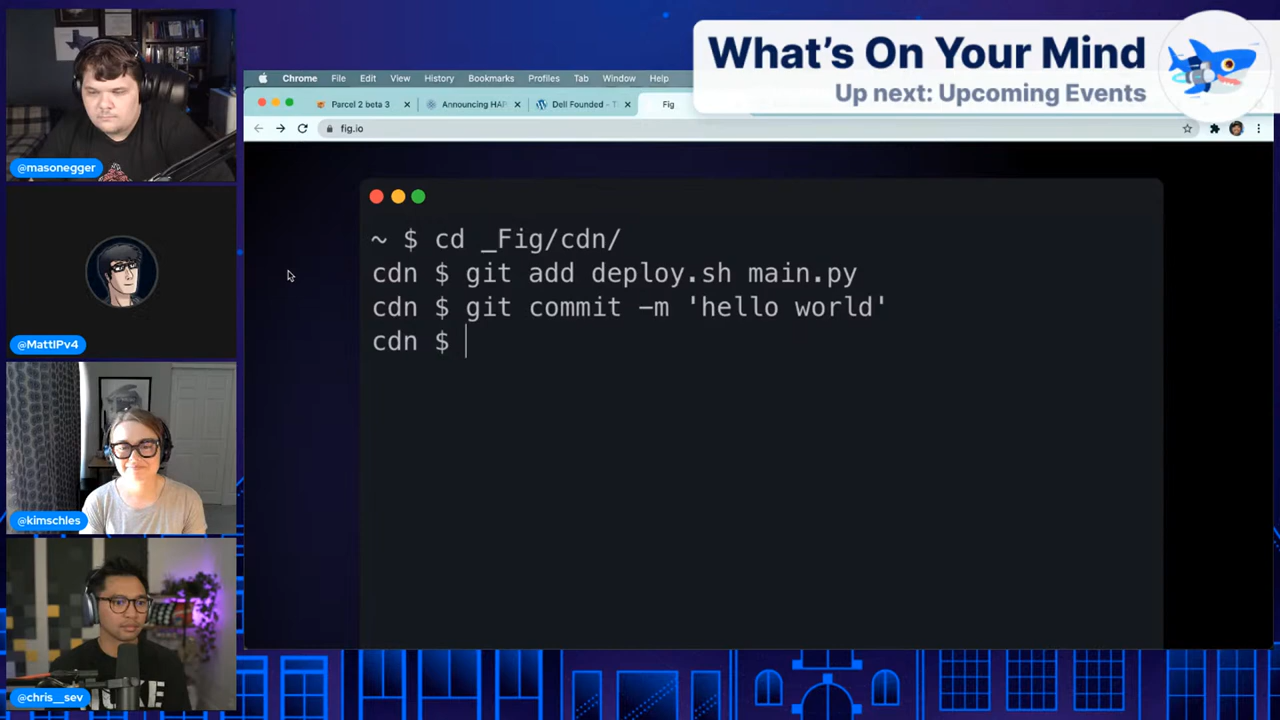 What's On Your Mind
Up next: Upcoming Events
Chrome File Edit View History Bookmarks Profiles Tab Window Help
Parcel 2 beta 3
Announcing HAR
Dell Founded - T
Fig
fig.io
~ $ cd _Fig/cdn/
cdn $ git add deploy.sh main.py
cdn $ git commit -m 'hello world'
cdn $
@masonegger
@MattIPv4
@kimschles
@chris__sev